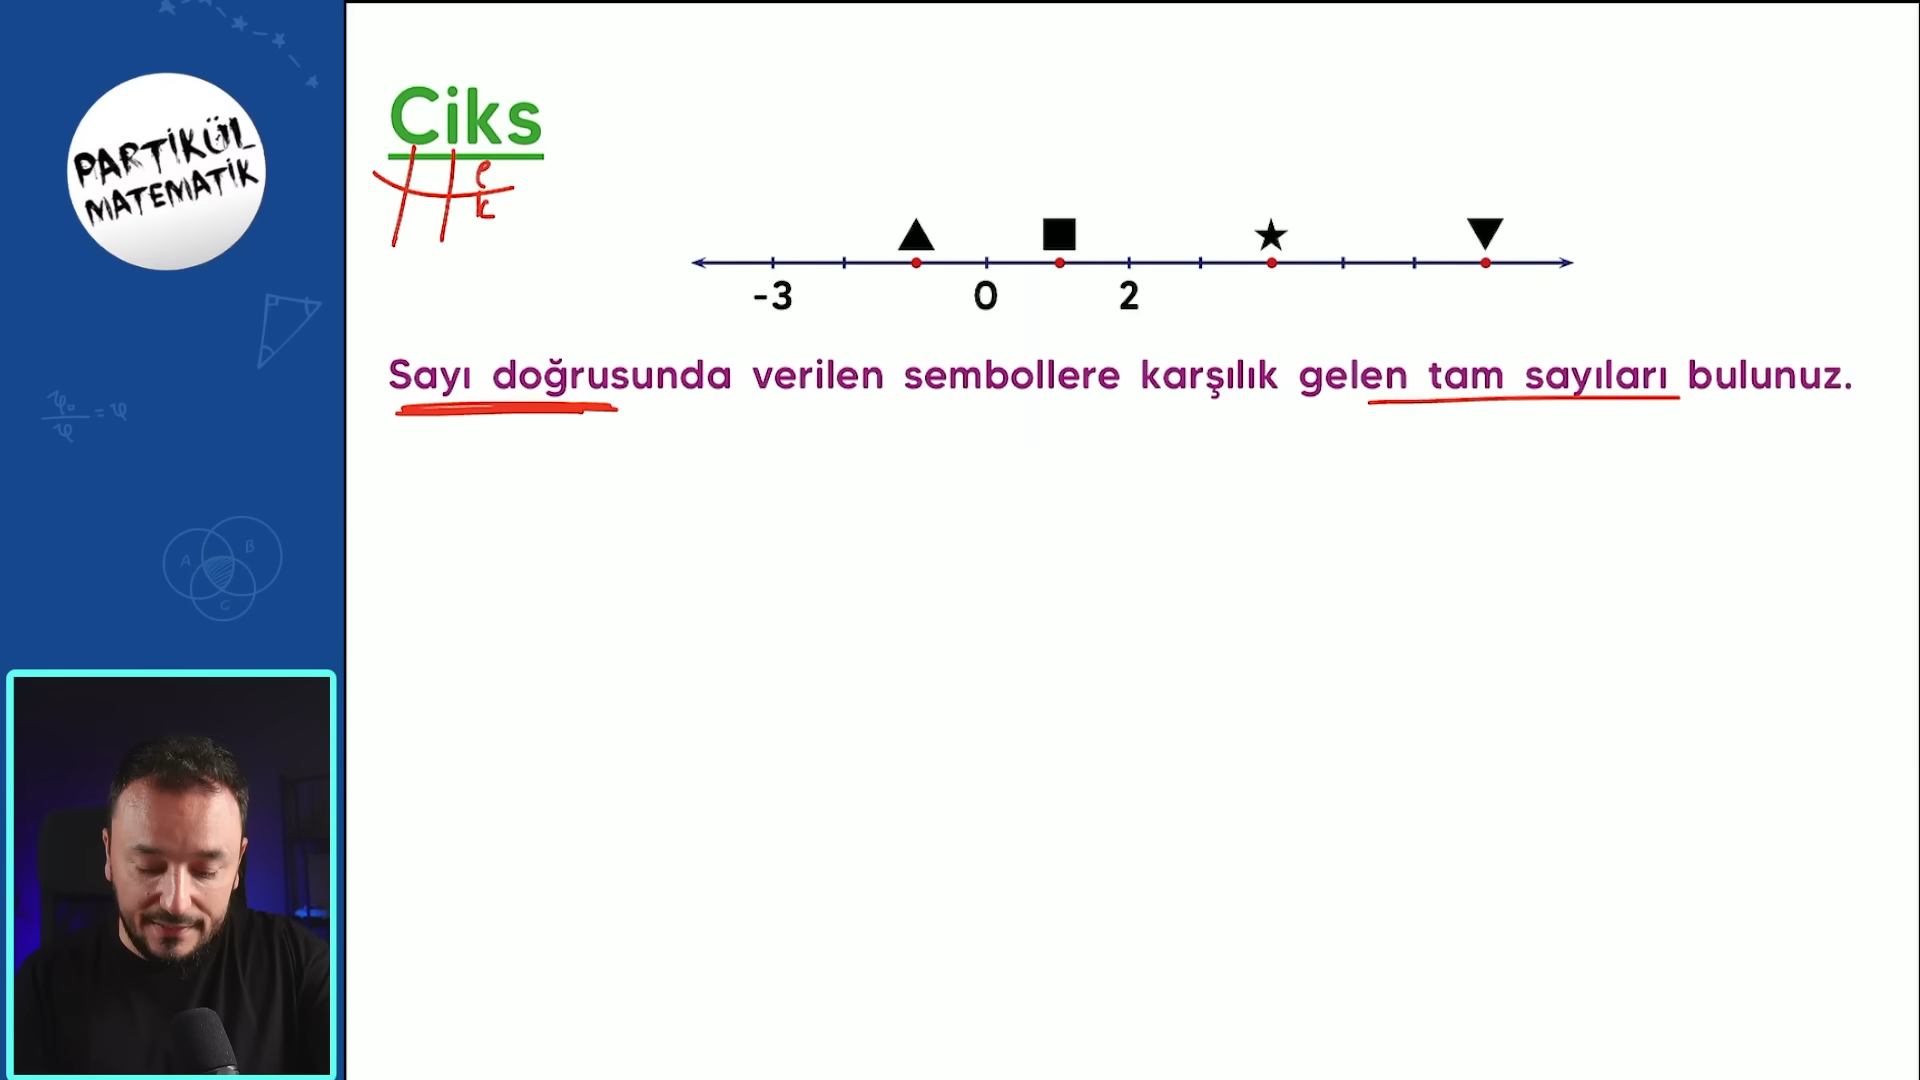 PARTİKÜL
MATEMATİK
Ciks
-3 0 2
Sayı doğrusunda verilen sembollere karşılık gelen tam sayıları bulunuz.
A B
C